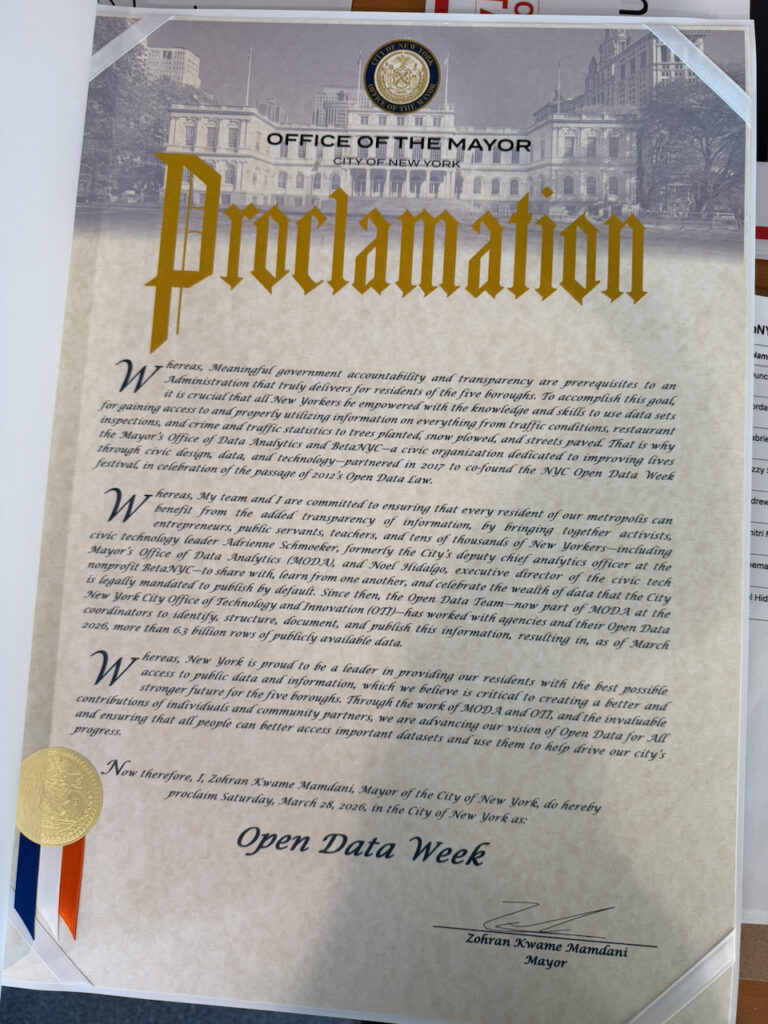 CITY OF NEW YORK
OFFICE OF THE MAYOR
OFFICE OF THE MAYOR
CITY OF NEW YORK
Proclamation
Whereas, Meaningful government accountability and transparency are prerequisites to an
Administration that truly delivers for residents of the five boroughs. To accomplish this goal,
it is crucial that all New Yorkers be empowered with the knowledge and skills to use data sets
for gaining access to and properly utilizing information on everything from traffic conditions, restaurant
inspections, and crime and traffic statistics to trees planted, snow plowed, and streets paved. That is why
the Mayor's Office of Data Analytics and BetaNYC—a civic organization dedicated to improving lives
through civic design, data, and technology—partnered in 2017 to co-found the NYC Open Data Week
festival, in celebration of the passage of 2012's Open Data Law.
Whereas, My team and I are committed to ensuring that every resident of our metropolis can
benefit from the added transparency of information, by bringing together activists,
entrepreneurs, public servants, teachers, and tens of thousands of New Yorkers—including
civic technology leader Adrienne Schmoeker, formerly the City's deputy chief analytics officer at the
Mayor's Office of Data Analytics (MODA), and Noel Hidalgo, executive director of the civic tech
nonprofit BetaNYC—to share with, learn from one another, and celebrate the wealth of data that the City
is legally mandated to publish by default. Since then, the Open Data Team—now part of MODA at the
New York City Office of Technology and Innovation (OTI)—has worked with agencies and their Open Data
coordinators to identify, structure, document, and publish this information, resulting in, as of March
2026, more than 6.3 billion rows of publicly available data.
Whereas, New York is proud to be a leader in providing our residents with the best possible
access to public data and information, which we believe is critical to creating a better and
stronger future for the five boroughs. Through the work of MODA and OTI, and the invaluable
contributions of individuals and community partners, we are advancing our vision of Open Data for All
and ensuring that all people can better access important datasets and use them to help drive our city's
progress.
Now therefore, I, Zohran Kwame Mamdani, Mayor of the City of New York, do hereby
proclaim Saturday, March 28, 2026, in the City of New York as:
Open Data Week
Zohran Kwame Mamdani
Mayor